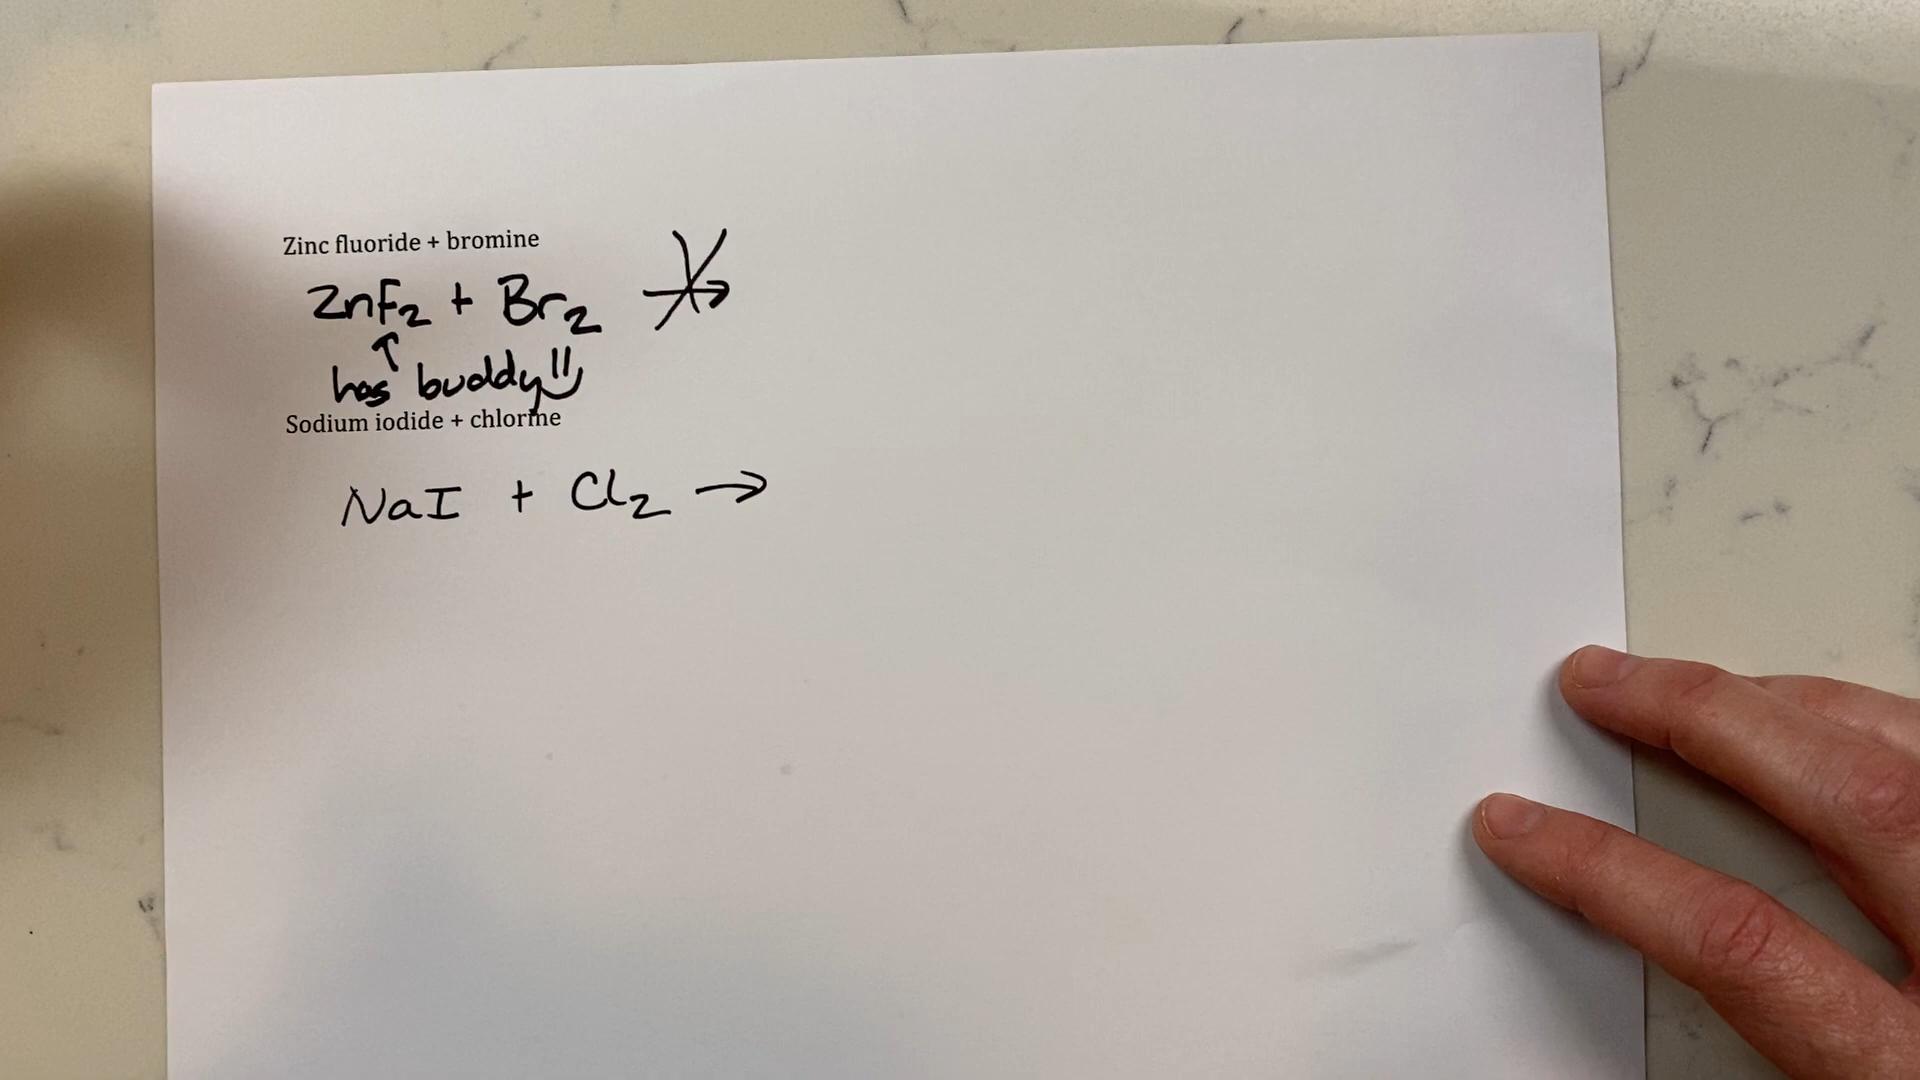 Zinc fluoride + bromine
ZnF₂ + Br₂ →
↑
has buddy!!
Sodium iodide + chlorine
NaI + Cl₂ →